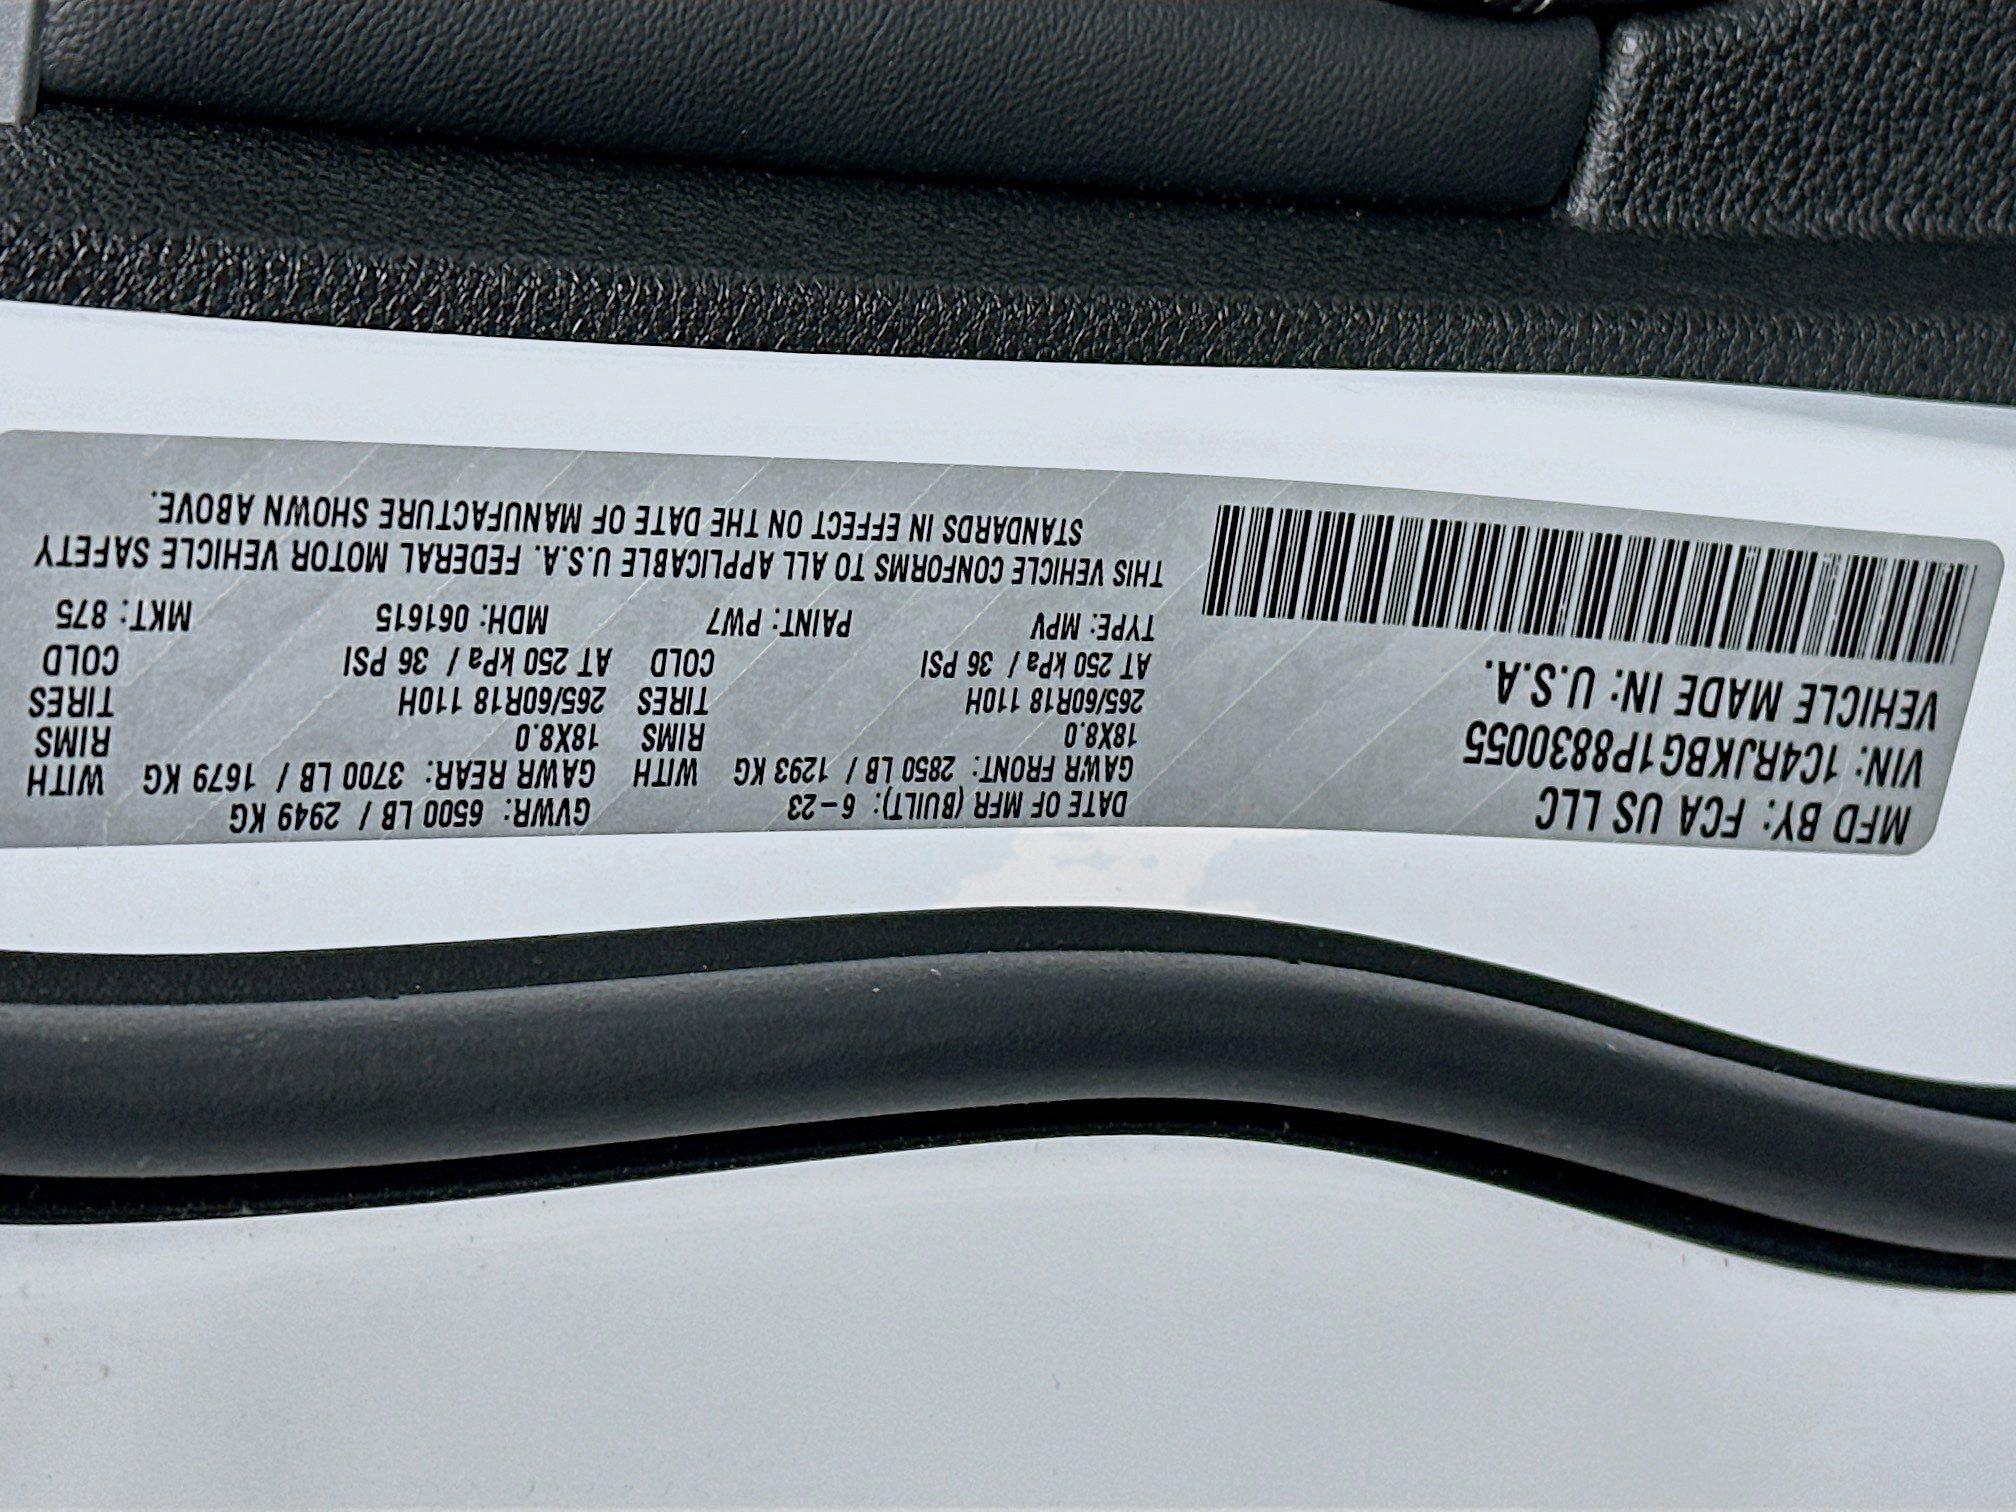 MFD BY: FCA US LLC
VIN: 1C4RJKBG1P8830055
VEHICLE MADE IN: U.S.A.
DATE OF MFR (BUILT): 6-23 GVWR: 6500 LB / 2949 KG
GAWR FRONT: 2850 LB / 1293 KG WITH GAWR REAR: 3700 LB / 1679 KG WITH
18X8.0 RIMS 18X8.0 RIMS
265/60R18 110H TIRES 265/60R18 110H TIRES
AT 250 kPa / 36 PSI COLD AT 250 kPa / 36 PSI COLD
TYPE: MPV PAINT: PW7 MDH: 061615 MKT: 875
THIS VEHICLE CONFORMS TO ALL APPLICABLE U.S.A. FEDERAL MOTOR VEHICLE SAFETY
STANDARDS IN EFFECT ON THE DATE OF MANUFACTURE SHOWN ABOVE.